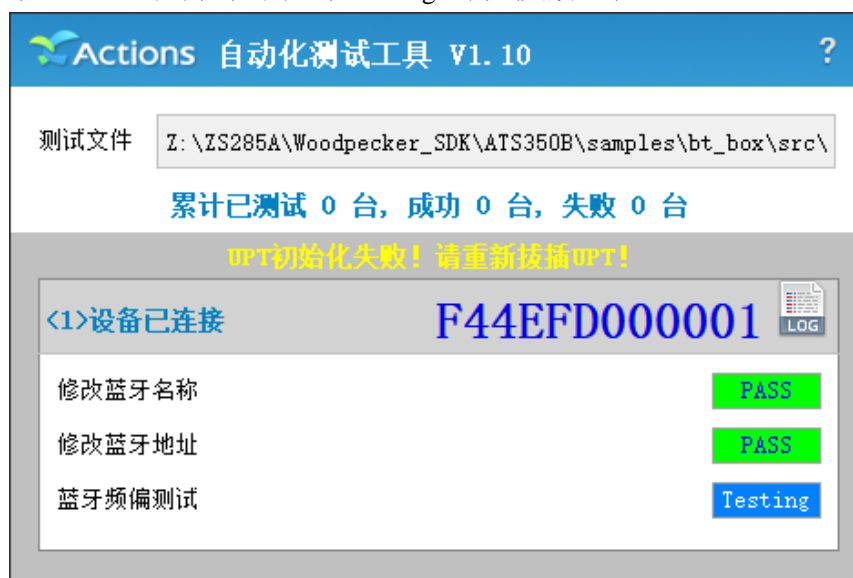 Actions 自动化测试工具 V1.10 ?
测试文件 Z:\ZS285A\Woodpecker_SDK\ATS350B\samples\bt_box\src\
累计已测试 0 台, 成功 0 台, 失败 0 台
UPT初始化失败! 请重新拔插UPT!
<1>设备已连接 F44EFD000001 LOG
修改蓝牙名称 PASS
修改蓝牙地址 PASS
蓝牙频偏测试 Testing